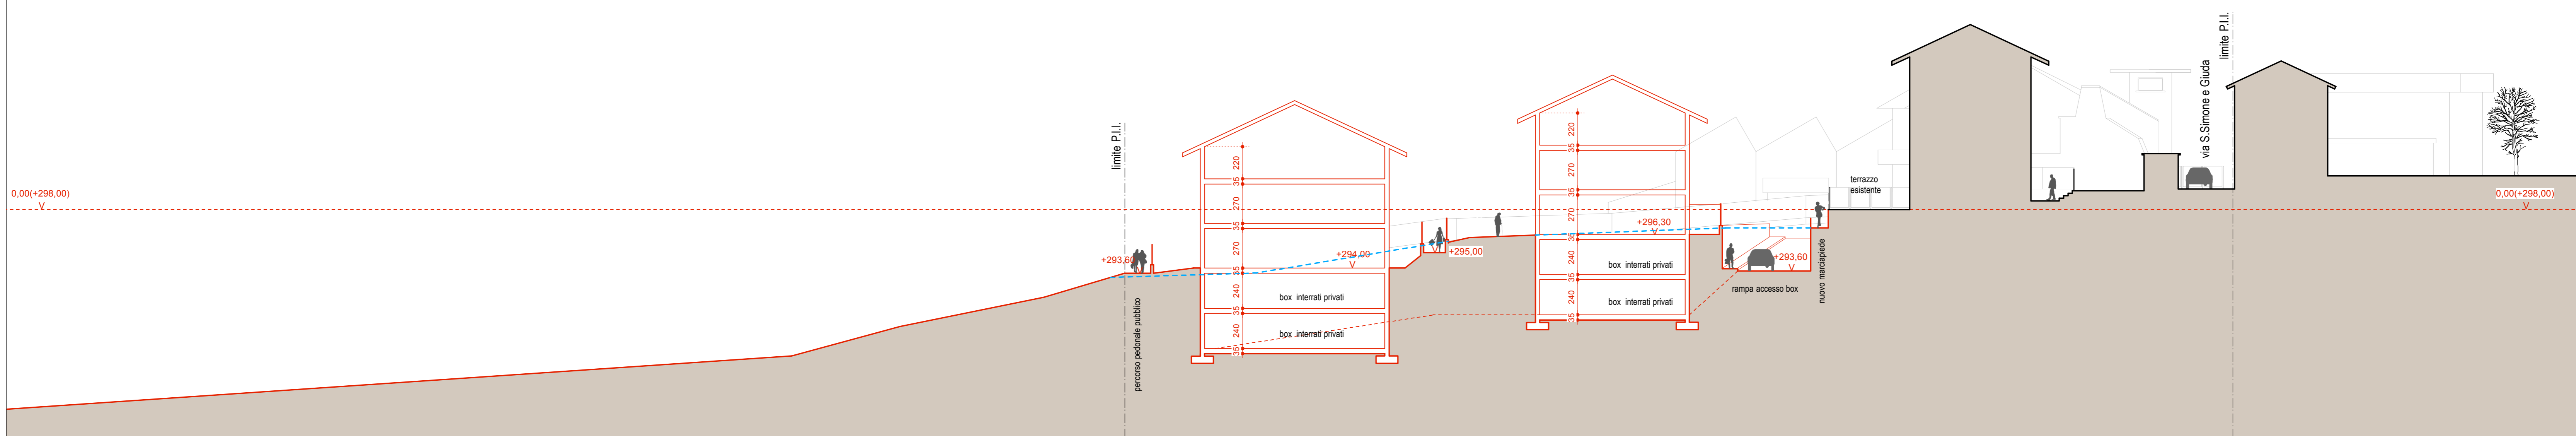 0,00(+298,00)
V
limite P.I.I.
+293,60
percorso pedonale pubblico
220
35
270
35
270
35
270
35
240
35
240
35
+294,00
V
box interrati privati
box interrati privati
V
+295,00
220
35
270
35
270
35
240
35
240
35
+296,30
V
box interrati privati
box interrati privati
rampa accesso box
+293,60
V
nuovo marciapiede
terrazzo
esistente
via S.Simone e Giuda
limite P.I.I.
0,00(+298,00)
V